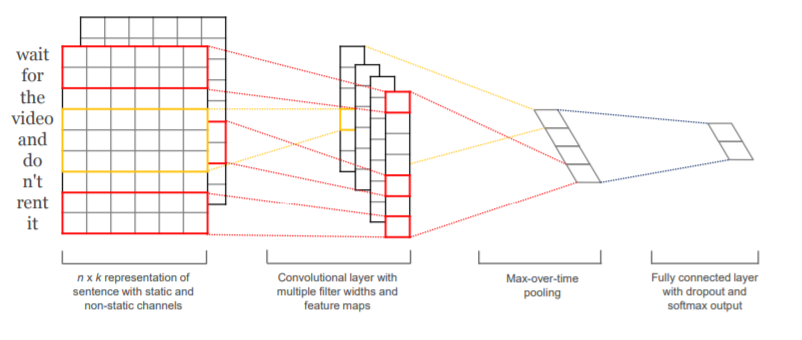 wait
for
the
video
and
do
n't
rent
it
n x k representation of
sentence with static and
non-static channels
Convolutional layer with
multiple filter widths and
feature maps
Max-over-time
pooling
Fully connected layer
with dropout and
softmax output